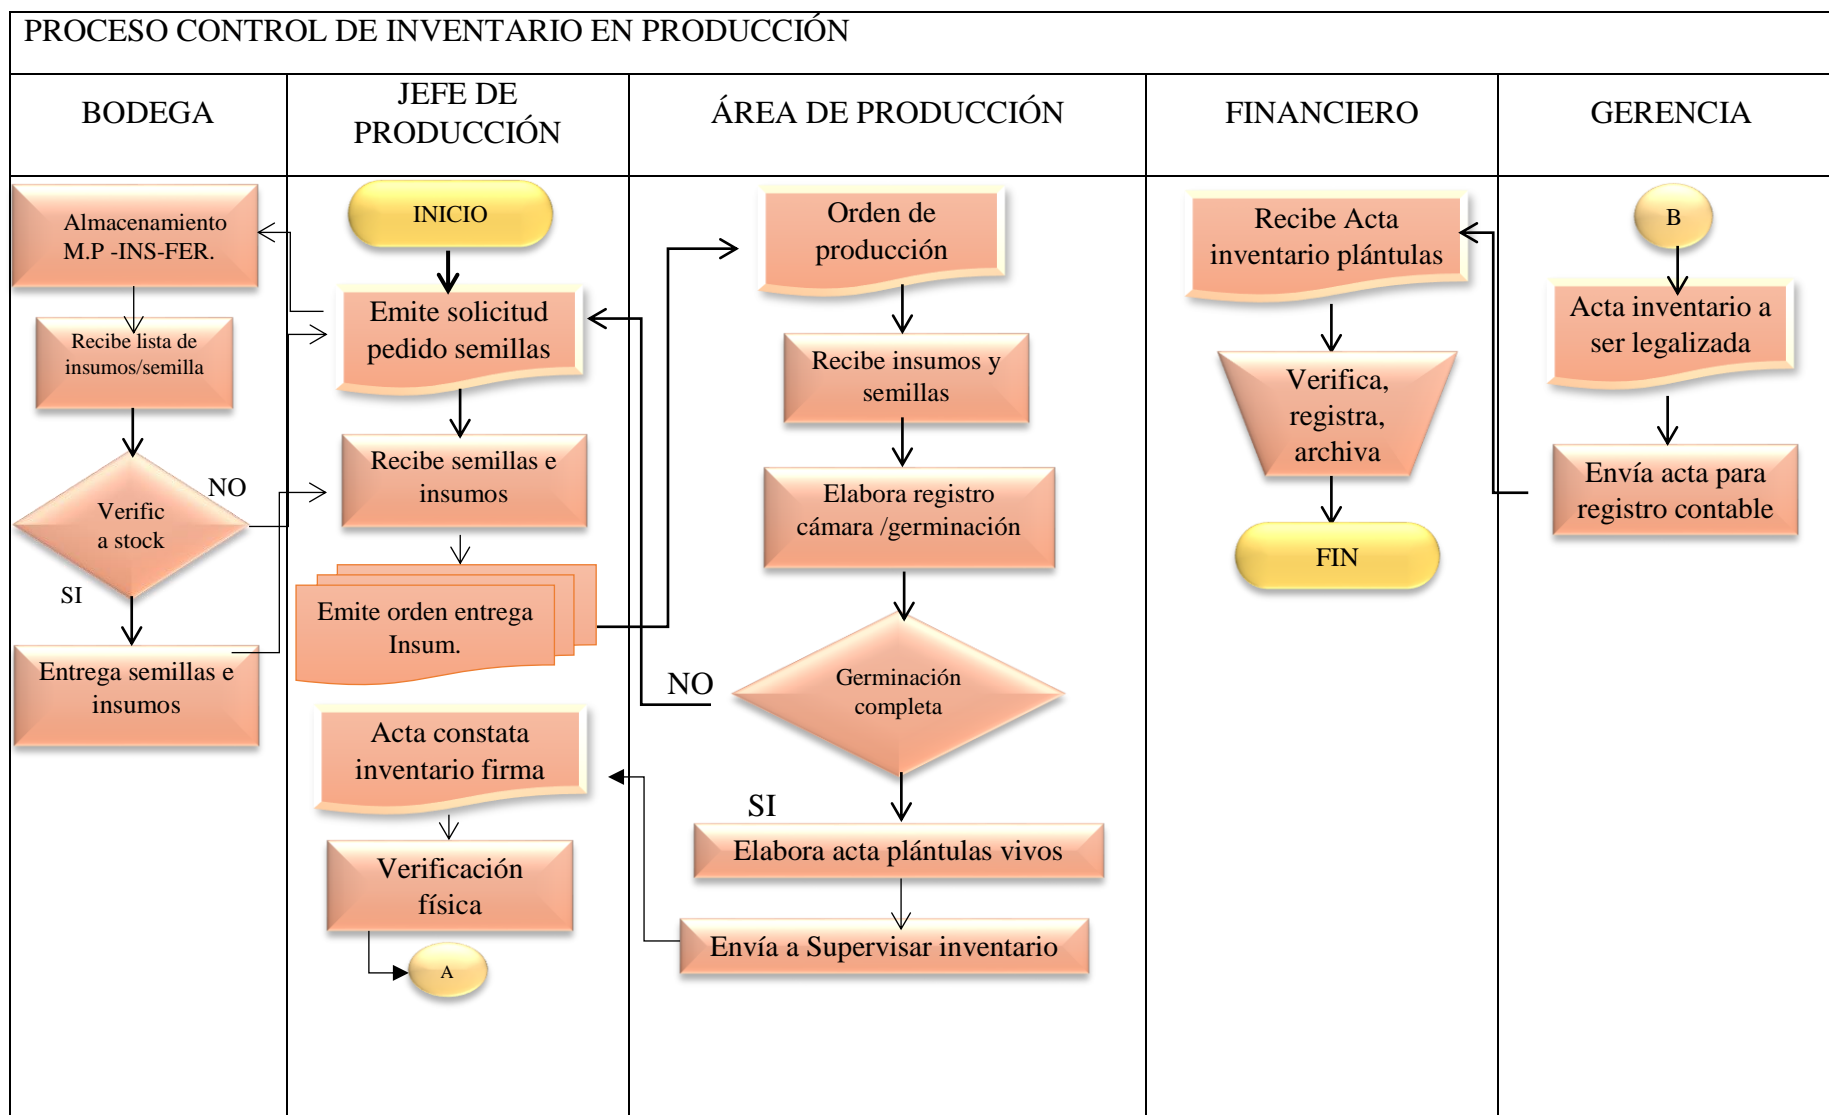 PROCESO CONTROL DE INVENTARIO EN PRODUCCIÓN
BODEGA
JEFE DE
PRODUCCIÓN
ÁREA DE PRODUCCIÓN
FINANCIERO
GERENCIA
Almacenamiento
M.P -INS-FER.
Recibe lista de
insumos/semilla
NO
Verific
a stock
SI
Entrega semillas e
insumos
INICIO
Emite solicitud
pedido semillas
Recibe semillas e
insumos
Emite orden entrega
Insum.
Acta constata
inventario firma
Verificación
física
A
Orden de
producción
Recibe insumos y
semillas
Elabora registro
cámara /germinación
NO
Germinación
completa
SI
Elabora acta plántulas vivos
Envía a Supervisar inventario
Recibe Acta
inventario plántulas
Verifica,
registra,
archiva
FIN
B
Acta inventario a
ser legalizada
Envía acta para
registro contable